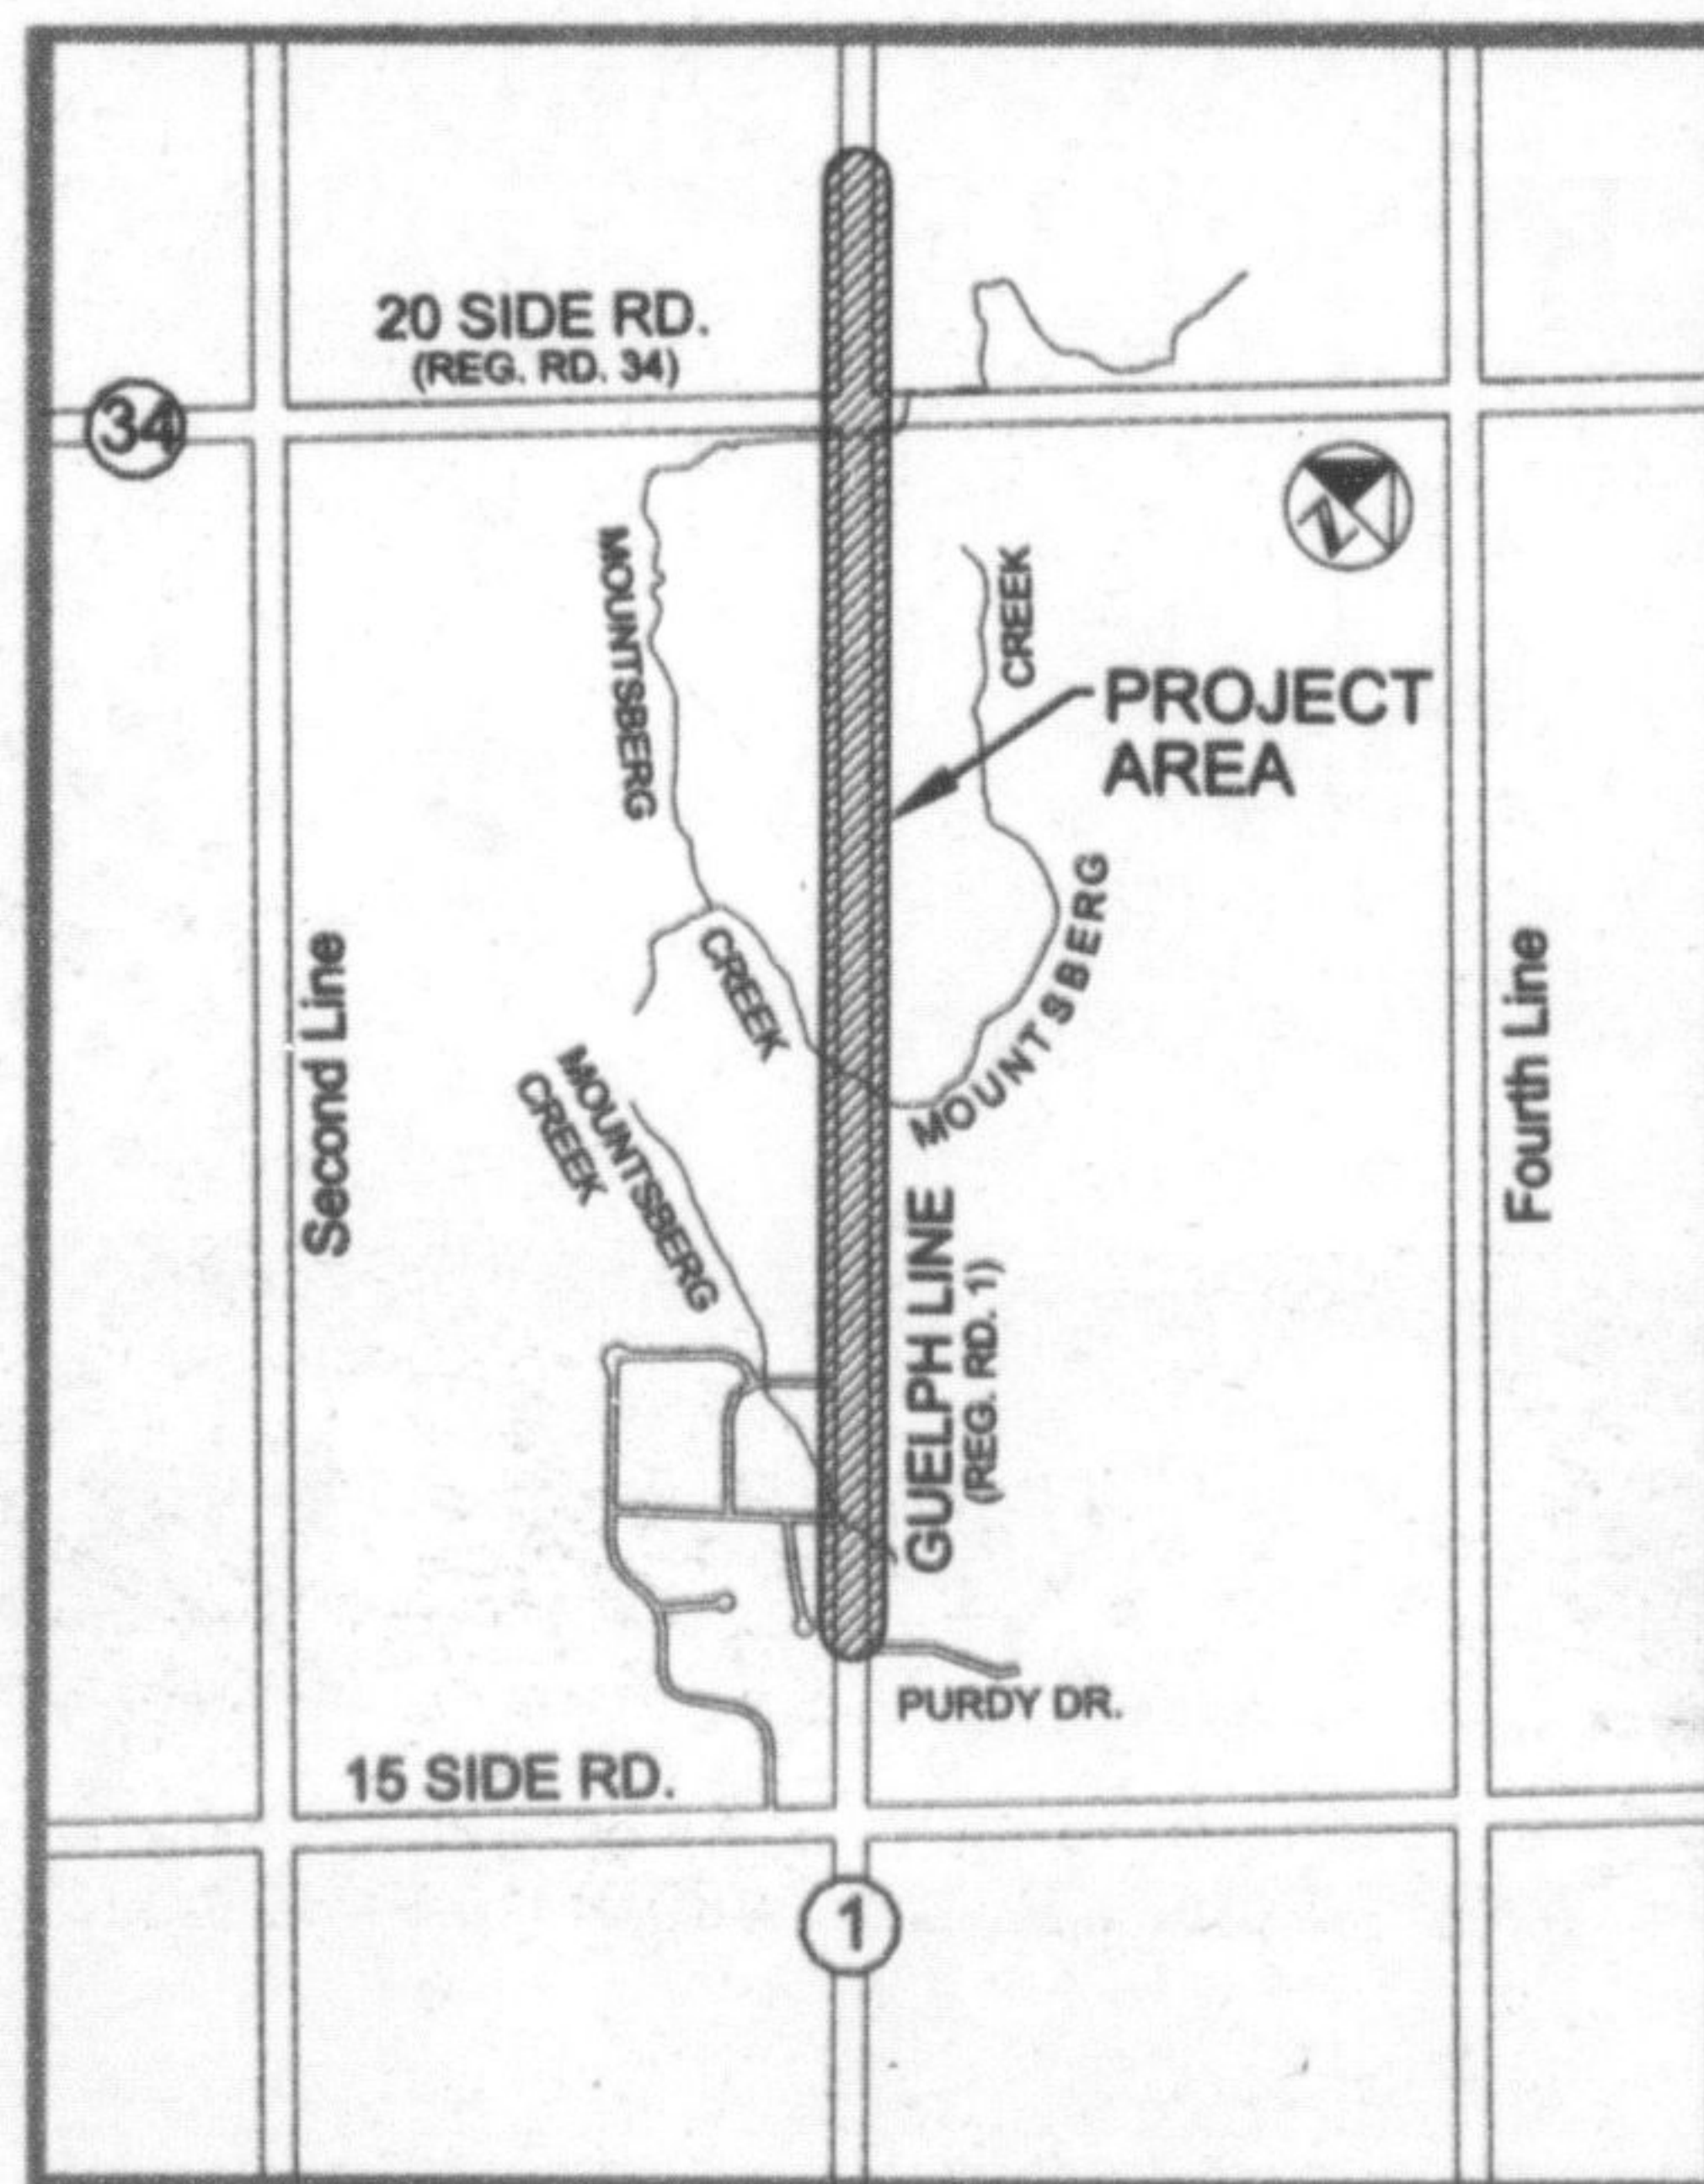 20 SIDE RD.
(REG. RD. 34)
34
N
MOUNTSBERG
CREEK
CREEK
MOUNTSBERG
PROJECT
AREA
Second Line
MOUNTSBERG
CREEK
GUELPH LINE
(REG. RD. 1)
Fourth Line
PURDY DR.
15 SIDE RD.
1